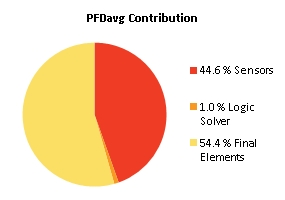 PFDavg Contribution
44.6% Sensors
1.0% Logic
Solver
54.4% Final
Elements